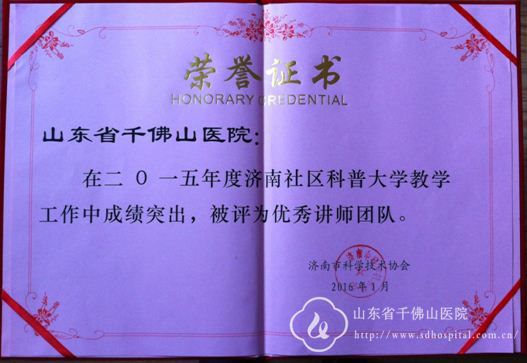 荣誉证书
HONORARY CREDENTIAL
山东省千佛山医院：
在二〇一五年度济南社区科普大学教学
工作中成绩突出，被评为优秀讲师团队。
济南市科学技术协会
2016年1月
山东省千佛山医院
http://www.sdhospital.com.cn/